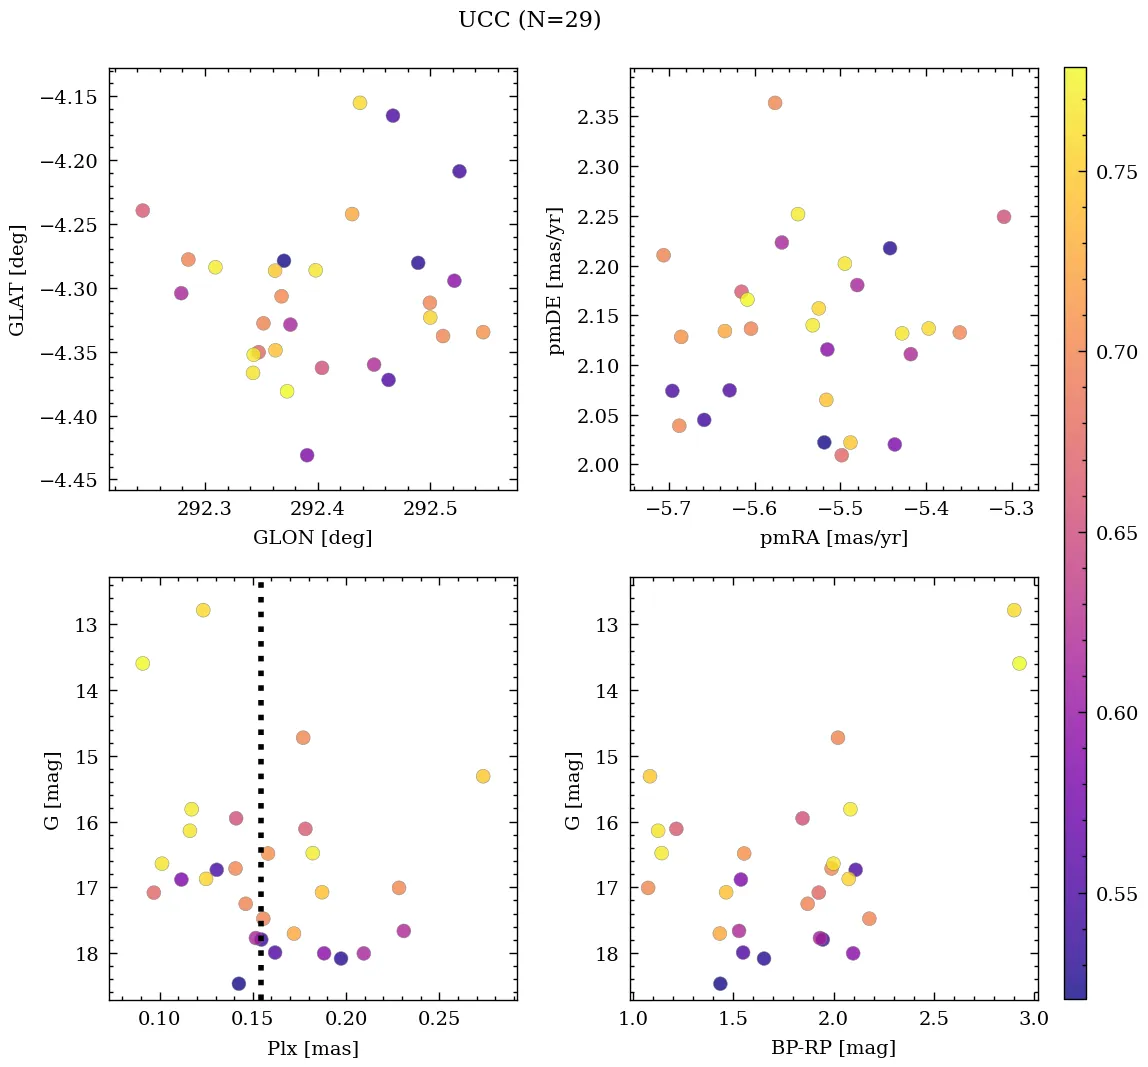 UCC (N=29)
−4.15
−4.20
−4.25
−4.30
−4.35
−4.40
−4.45
GLAT [deg]
292.3 292.4 292.5
GLON [deg]
2.35
2.30
2.25
2.20
2.15
2.10
2.05
2.00
pmDE [mas/yr]
−5.7 −5.6 −5.5 −5.4 −5.3
pmRA [mas/yr]
13
14
15
16
17
18
G [mag]
0.10 0.15 0.20 0.25
Plx [mas]
13
14
15
16
17
18
G [mag]
1.0 1.5 2.0 2.5 3.0
BP-RP [mag]
0.75
0.70
0.65
0.60
0.55